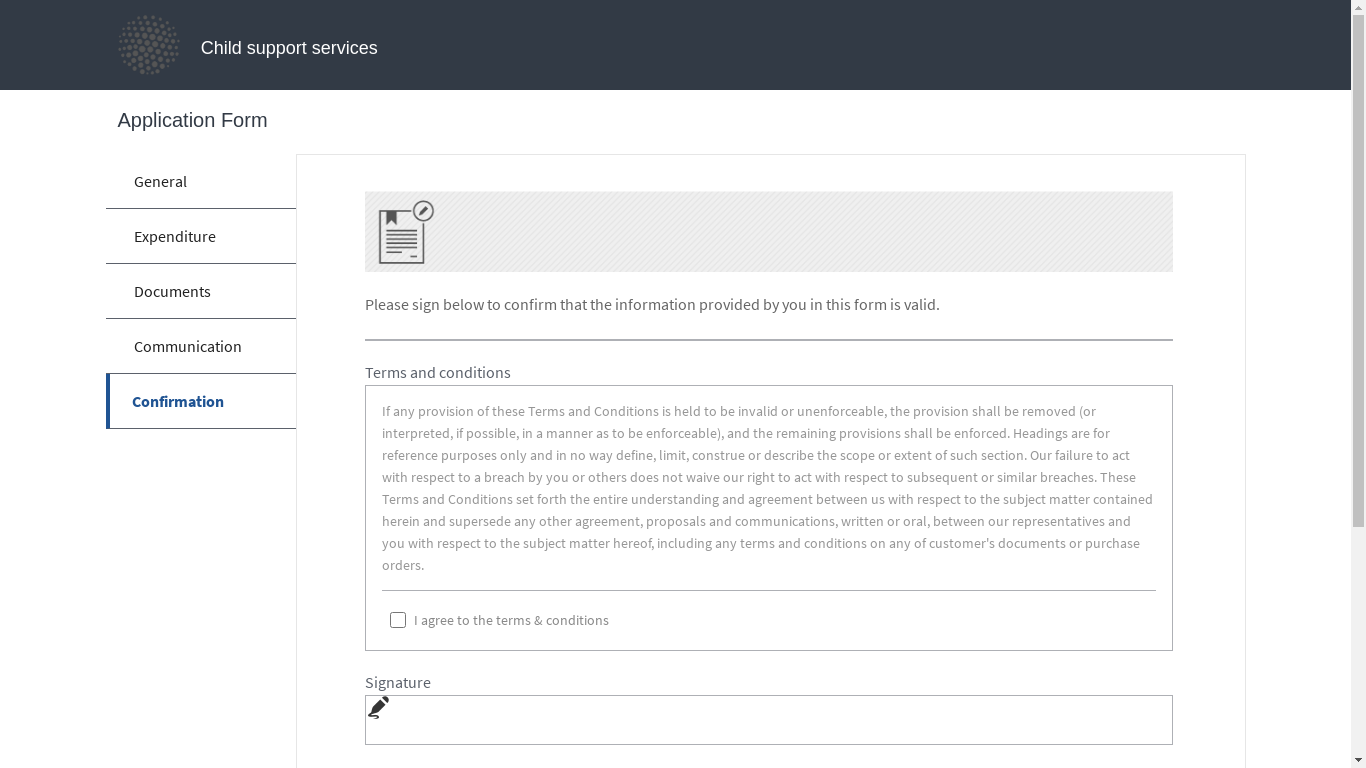 Child support services
Application Form
General
Expenditure
Documents
Communication
Confirmation
Please sign below to confirm that the information provided by you in this form is valid.
Terms and conditions
If any provision of these Terms and Conditions is held to be invalid or unenforceable, the provision shall be removed (or
interpreted, if possible, in a manner as to be enforceable), and the remaining provisions shall be enforced. Headings are for
reference purposes only and in no way define, limit, construe or describe the scope or extent of such section. Our failure to act
with respect to a breach by you or others does not waive our right to act with respect to subsequent or similar breaches. These
Terms and Conditions set forth the entire understanding and agreement between us with respect to the subject matter contained
herein and supersede any other agreement, proposals and communications, written or oral, between our representatives and
you with respect to the subject matter hereof, including any terms and conditions on any of customer's documents or purchase
orders.
I agree to the terms & conditions
Signature